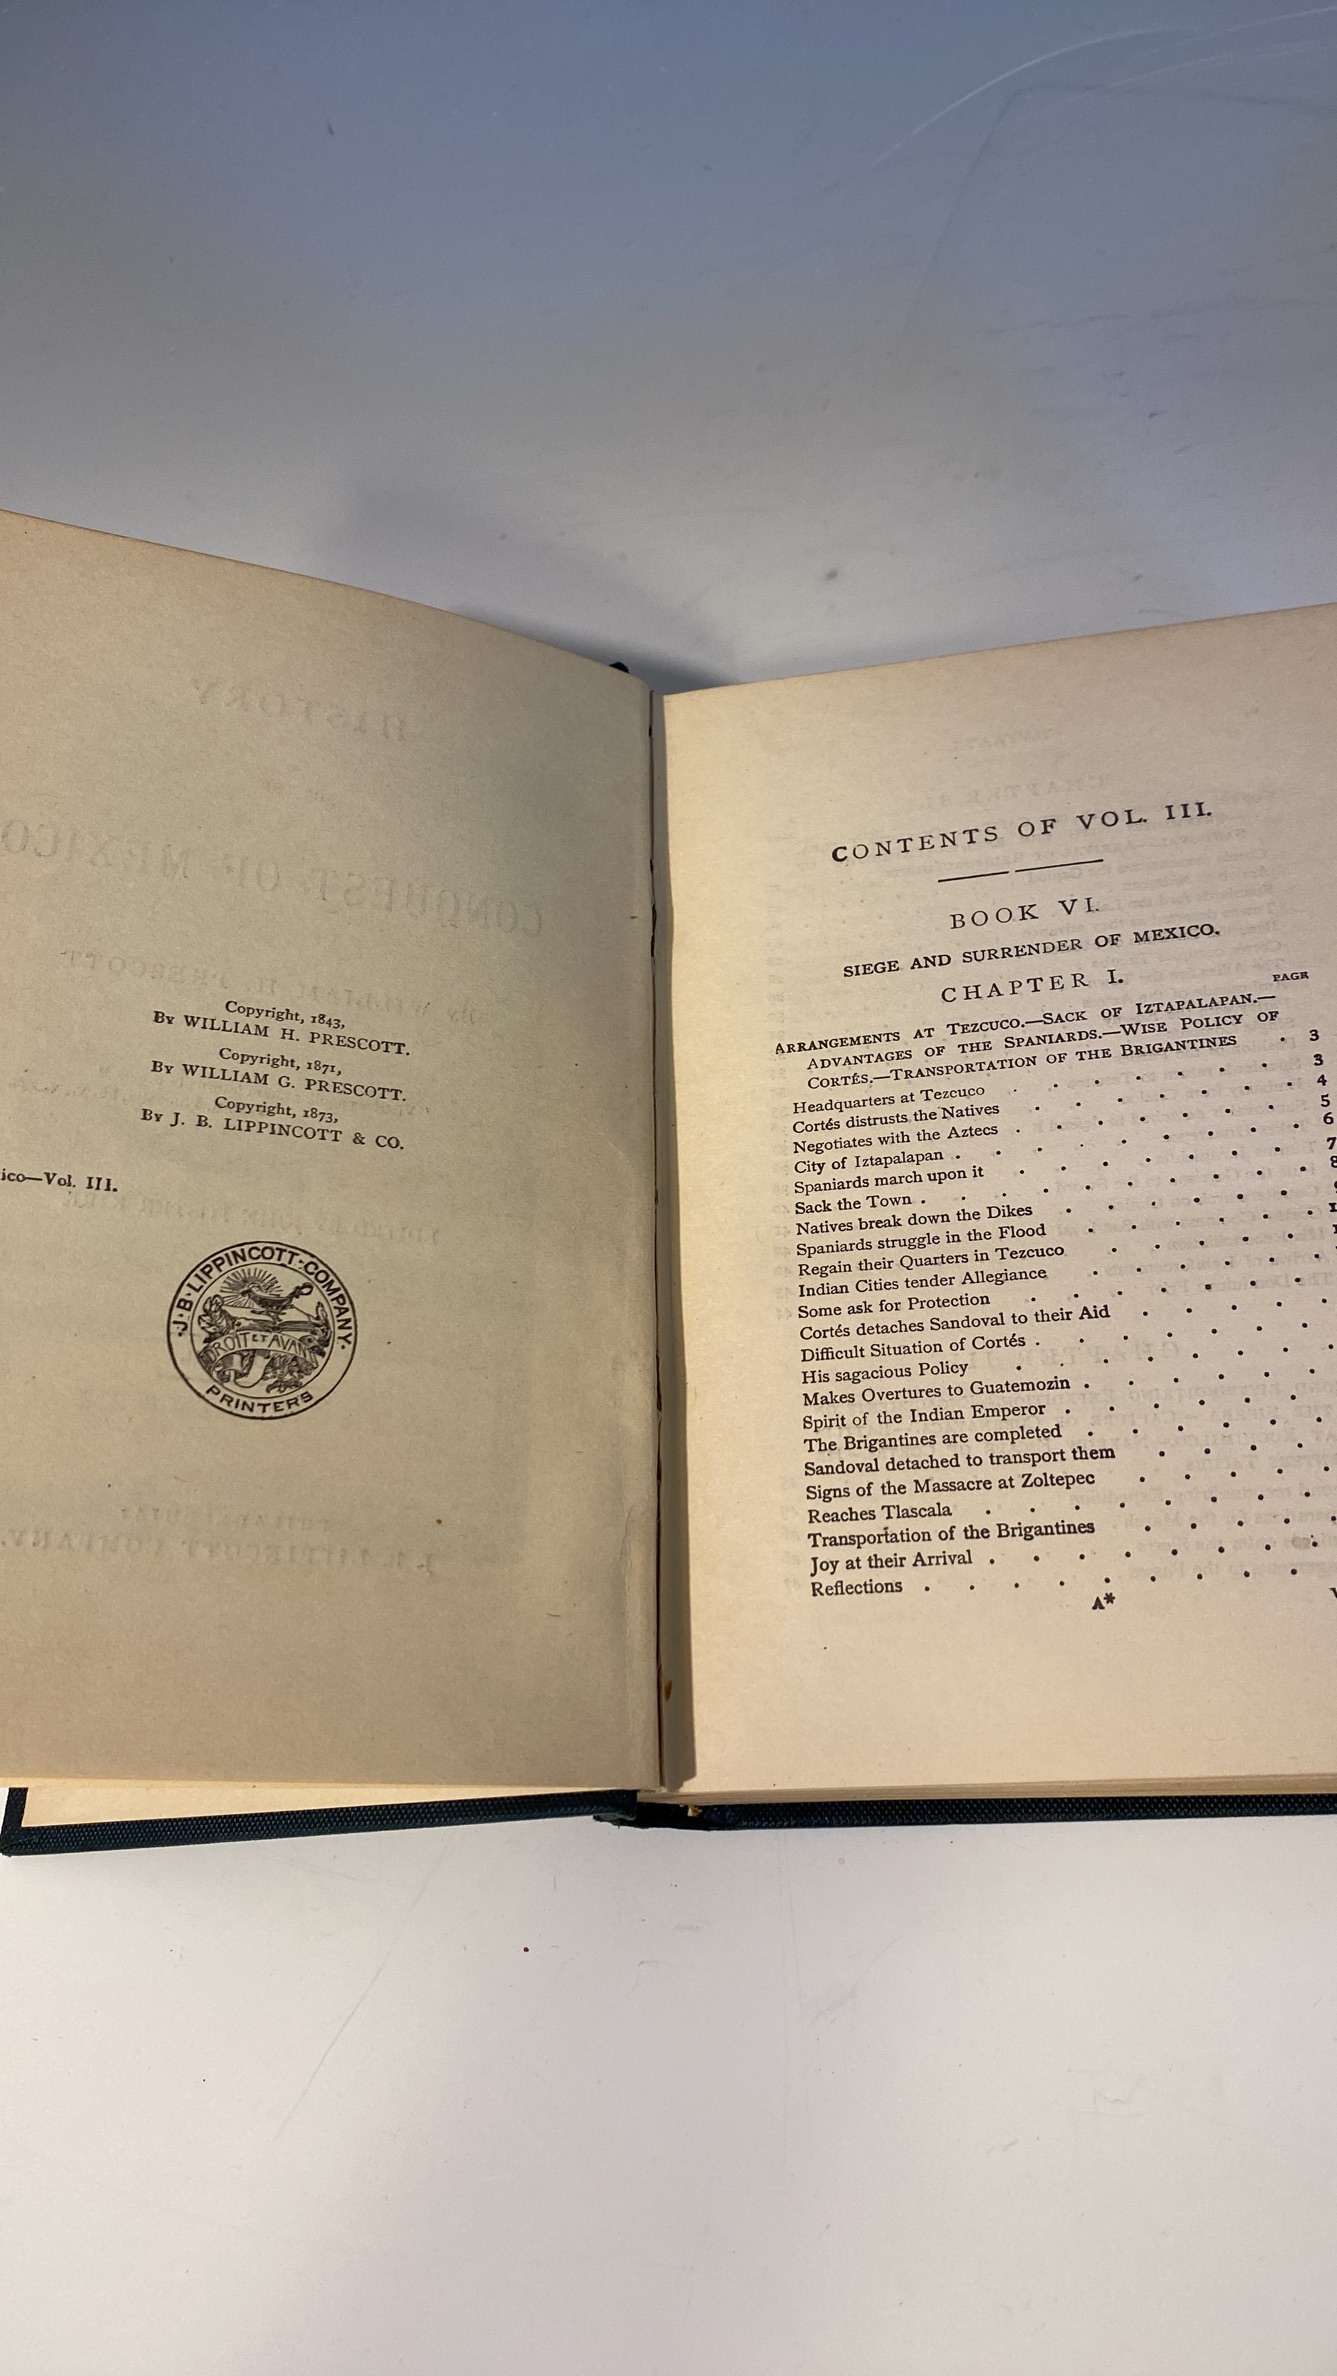 Copyright, 1843,
By WILLIAM H. PRESCOTT.
Copyright, 1871,
By WILLIAM G. PRESCOTT.
Copyright, 1873,
By J. B. LIPPINCOTT & CO.
ico—Vol. III.
·J·B·LIPPINCOTT·COMPANY·
DROIT ET AVANT
PRINTERS
CONTENTS OF VOL. III.
BOOK VI.
SIEGE AND SURRENDER OF MEXICO.
CHAPTER I.
PAGE
ARRANGEMENTS AT TEZCUCO.—SACK OF IZTAPALAPAN.—
ADVANTAGES OF THE SPANIARDS.—WISE POLICY OF
CORTÉS.—TRANSPORTATION OF THE BRIGANTINES . 3
Headquarters at Tezcuco . . . . . . . 3
Cortés distrusts the Natives . . . . . . . 4
Negotiates with the Aztecs . . . . . . . 5
City of Iztapalapan . . . . . . . . 6
Spaniards march upon it . . . . . . . 7
Sack the Town . . . . . . . . . 8
Natives break down the Dikes . . . . . .
Spaniards struggle in the Flood . . . . . .
Regain their Quarters in Tezcuco . . . . .
Indian Cities tender Allegiance . . . . . .
Some ask for Protection . . . . . . .
Cortés detaches Sandoval to their Aid . . . . .
Difficult Situation of Cortés . . . . . . .
His sagacious Policy . . . . . . . .
Makes Overtures to Guatemozin . . . . . .
Spirit of the Indian Emperor . . . . . . .
The Brigantines are completed . . . . . .
Sandoval detached to transport them . . . .
Signs of the Massacre at Zoltepec . . . . .
Reaches Tlascala . . . . . . . .
Transportation of the Brigantines . . . . .
Joy at their Arrival . . . . . . . .
Reflections . . . . . . . . .
A*